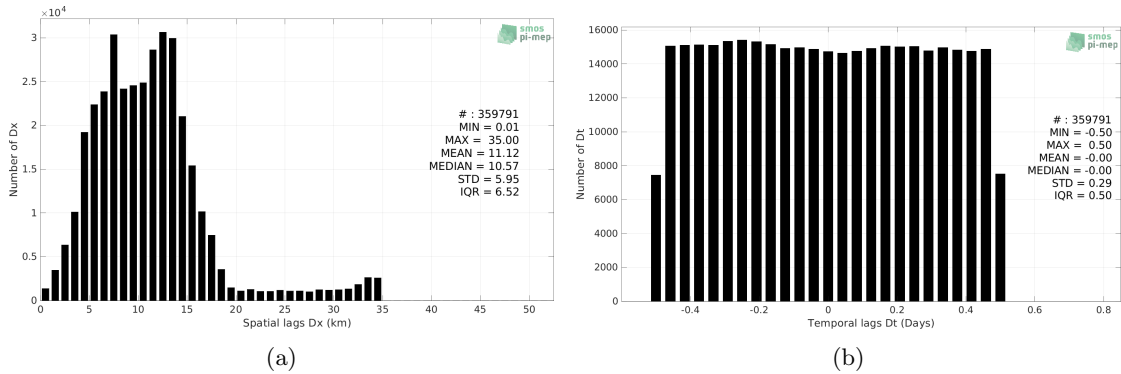 ×10^4
3
2.5
2
1.5
1
0.5
0
Number of Dx
0 5 10 15 20 25 30 35 40 45 50
Spatial lags Dx (km)
smos
pi-mep
# : 359791
MIN = 0.01
MAX = 35.00
MEAN = 11.12
MEDIAN = 10.57
STD = 5.95
IQR = 6.52
(a)
16000
14000
12000
10000
8000
6000
4000
2000
0
Number of Dt
-0.4 -0.2 0 0.2 0.4 0.6 0.8
Temporal lags Dt (Days)
smos
pi-mep
# : 359791
MIN = -0.50
MAX = 0.50
MEAN = -0.00
MEDIAN = -0.00
STD = 0.29
IQR = 0.50
(b)